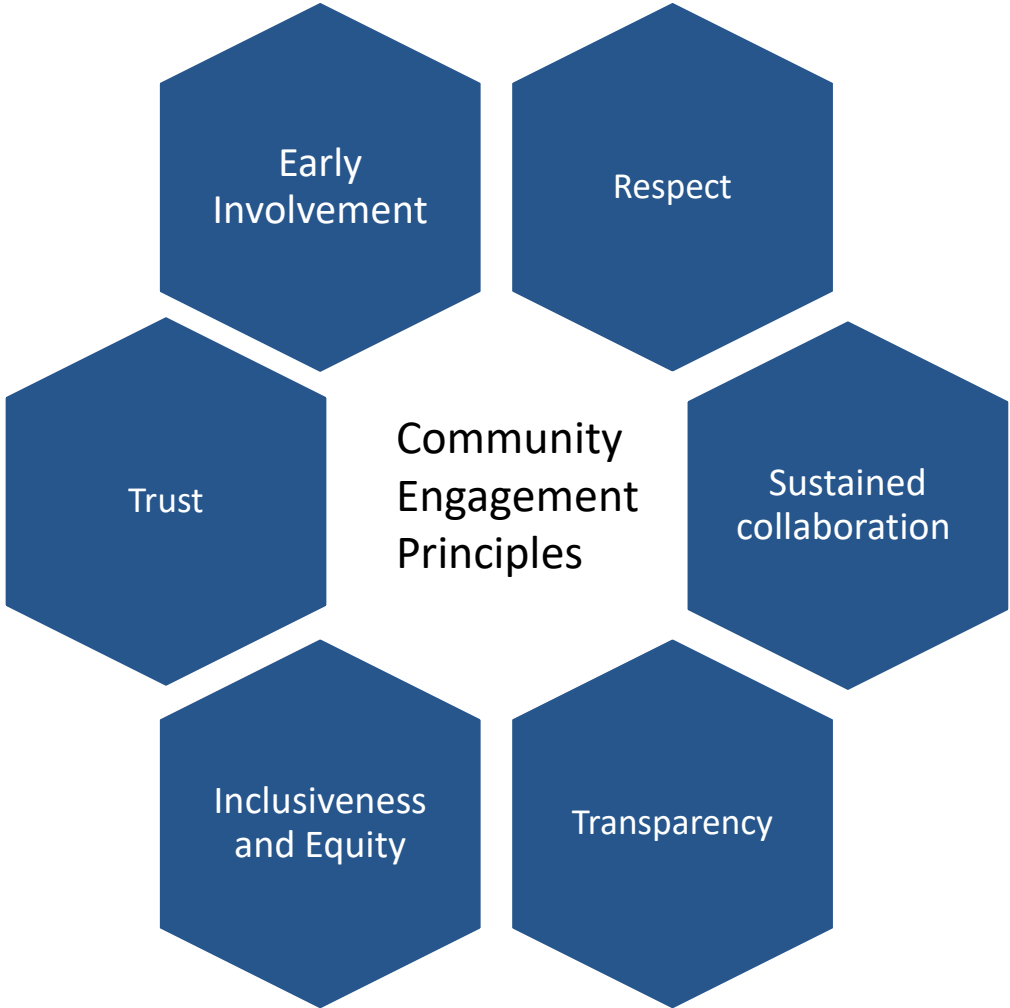 Early
Involvement
Respect
Trust
Community
Engagement
Principles
Sustained
collaboration
Inclusiveness
and Equity
Transparency